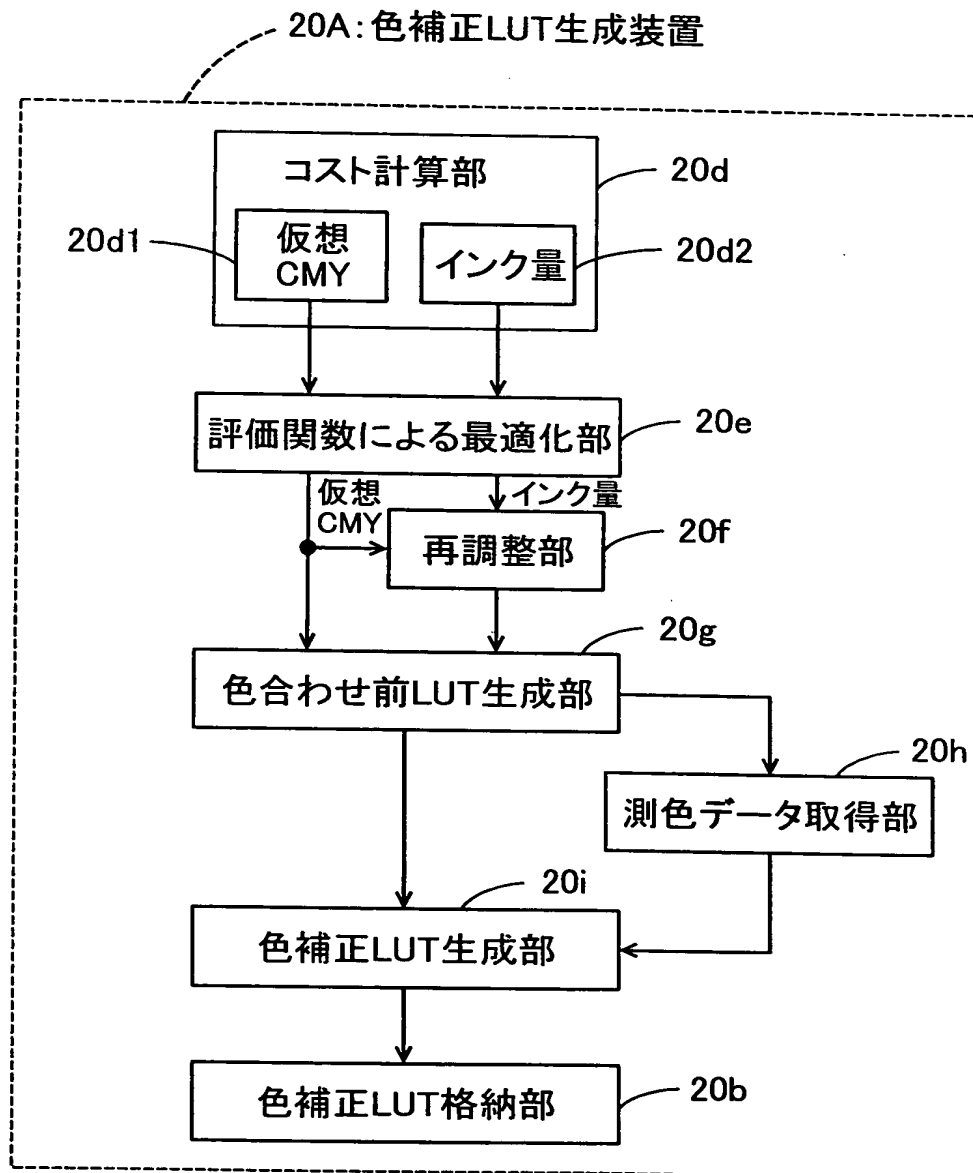 20A:色補正LUT生成装置
コスト計算部
20d
20d1
仮想
CMY
インク量
20d2
評価関数による最適化部
20e
仮想
CMY
インク量
再調整部
20f
20g
色合わせ前LUT生成部
20h
測色データ取得部
20i
色補正LUT生成部
色補正LUT格納部
20b